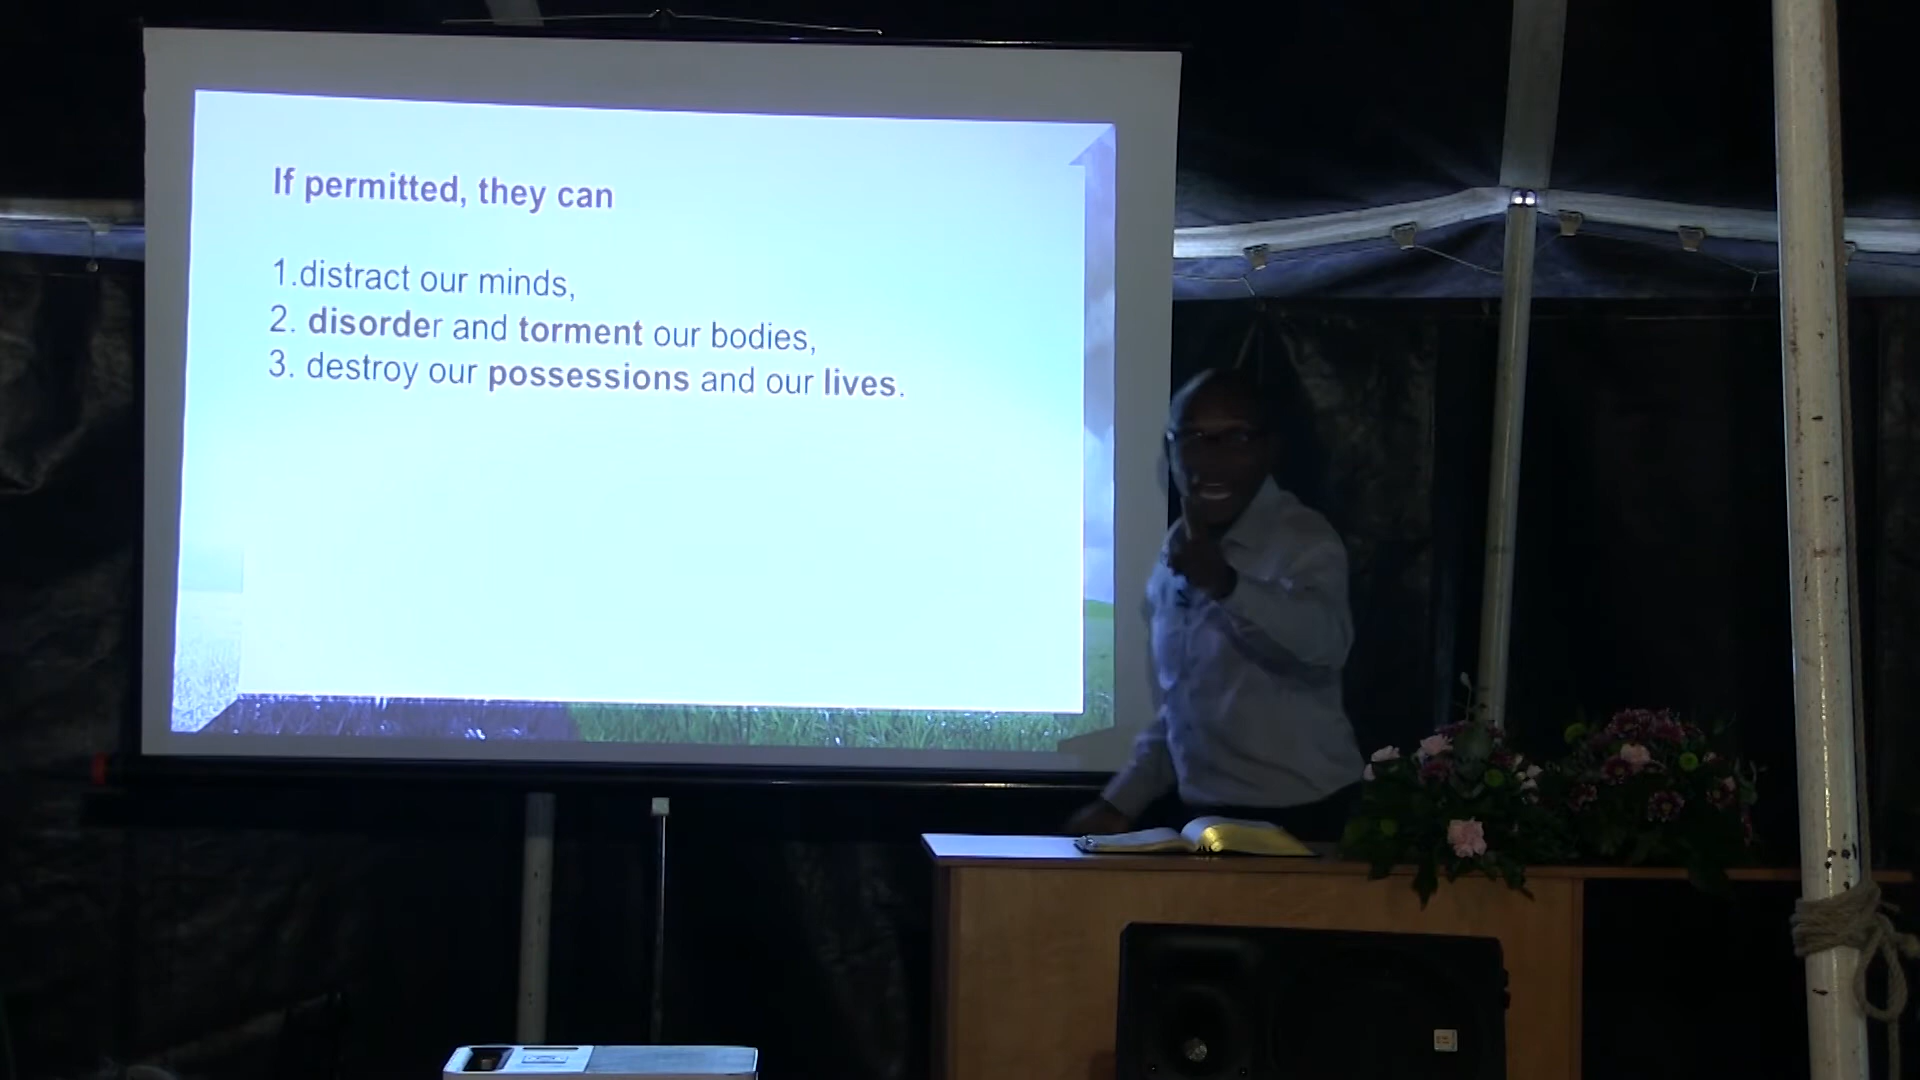 If permitted, they can
1.distract our minds,
2. disorder and torment our bodies,
3. destroy our possessions and our lives.